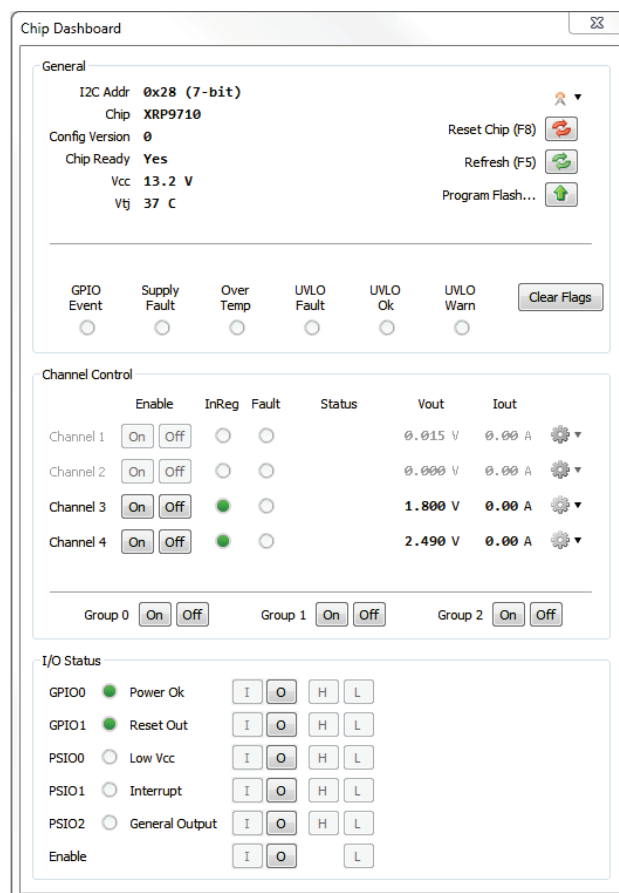 Chip Dashboard
General
I2C Addr 0x28 (7-bit)
Chip XRP9710
Config Version 0
Chip Ready Yes
Vcc 13.2 V
Vtj 37 C
Reset Chip (F8)
Refresh (F5)
Program Flash...
GPIO Event Supply Fault Over Temp UVLO Fault UVLO Ok UVLO Warn Clear Flags
Channel Control
Enable InReg Fault Status Vout Iout
Channel 1 On Off 0.015 V 0.00 A
Channel 2 On Off 0.000 V 0.00 A
Channel 3 On Off 1.800 V 0.00 A
Channel 4 On Off 2.490 V 0.00 A
Group 0 On Off Group 1 On Off Group 2 On Off
I/O Status
GPIO0 Power Ok I O H L
GPIO1 Reset Out I O H L
PSIO0 Low Vcc I O H L
PSIO1 Interrupt I O H L
PSIO2 General Output I O H L
Enable I O L